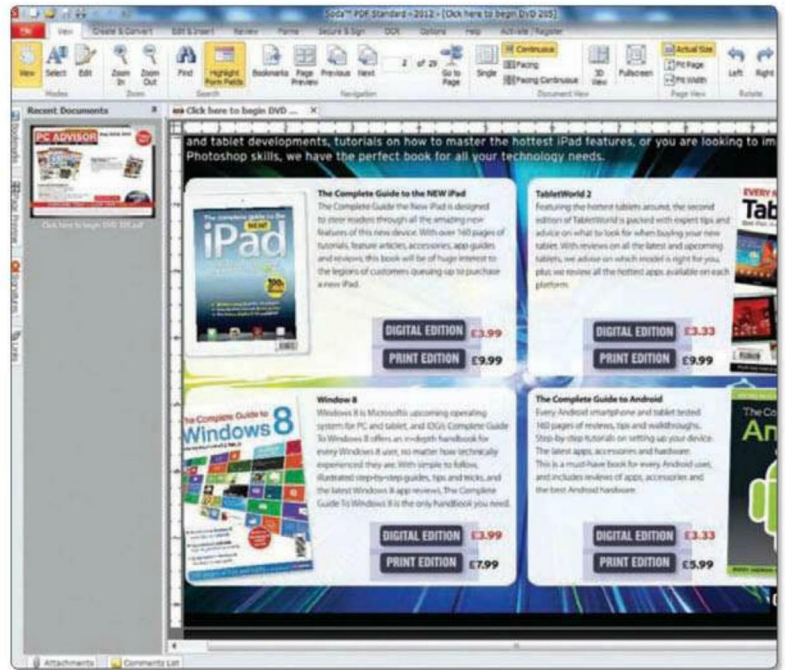 Soda™ PDF Standard - 2012 - [Click here to begin DVD 205]
File View Create & Convert Edit & Insert Review Forms Secure & Sign OCR Options Help Activate / Register
View Select Edit
Zoom In Zoom Out
Find Highlight Form Fields
Bookmarks Page Preview Previous Next 2 of 29 Go to Page
Single Continuous Facing Facing Continuous
3D View Fullscreen
Actual Size Fit Page Fit Width
Left Right
Modes Zoom Search Navigation Document View Page View Rotate
Recent Documents
Click here to begin DVD ... X
Bookmarks
Page Preview
Signatures
Links
PC ADVISOR
Click here to begin DVD 205.pdf
and tablet developments, tutorials on how to master the hottest iPad features, or you are looking to im
Photoshop skills, we have the perfect book for all your technology needs.
The complete guide to the
NEW
iPad
The Complete Guide to the NEW iPad
The Complete Guide the New iPad is designed
to steer readers through all the amazing new
features of this new device. With over 160 pages of
tutorials, feature articles, accessories, app guides
and reviews, this book will be of huge interest to
the legions of customers queuing up to purchase
a new iPad.
DIGITAL EDITION £3.99
PRINT EDITION £9.99
TabletWorld 2
Featuring the hottest tablets around, the second
edition of TabletWorld is packed with expert tips and
advice on what to look for when buying your new
tablet. With reviews on all the latest and upcoming
tablets, we advise on which model is right for you,
plus we review all the hottest apps available on each
platform.
DIGITAL EDITION £3.33
PRINT EDITION £9.99
EVERY
Tab
The Complete Guide to
Windows 8
Window 8
Windows 8 is Microsoft's upcoming operating
system for PC and tablet, and IDG's Complete Guide
To Windows 8 offers an in-depth handbook for
every Windows 8 user, no matter how technically
experienced they are. With simple to follow,
illustrated step-by-step guides, tips and tricks, and
the latest Windows 8 app reviews, The Complete
Guide To Windows 8 is the only handbook you need.
DIGITAL EDITION £3.99
PRINT EDITION £7.99
The Complete Guide to Android
Every Android smartphone and tablet tested
160 pages of reviews, tips and walkthroughs.
Step-by-step tutorials on setting up your device.
The latest apps, accessories and hardware.
This is a must-have book for every Android user,
and includes reviews of apps, accessories and
the best Android hardware.
DIGITAL EDITION £3.33
PRINT EDITION £5.99
The Co
An
Attachments Comments List